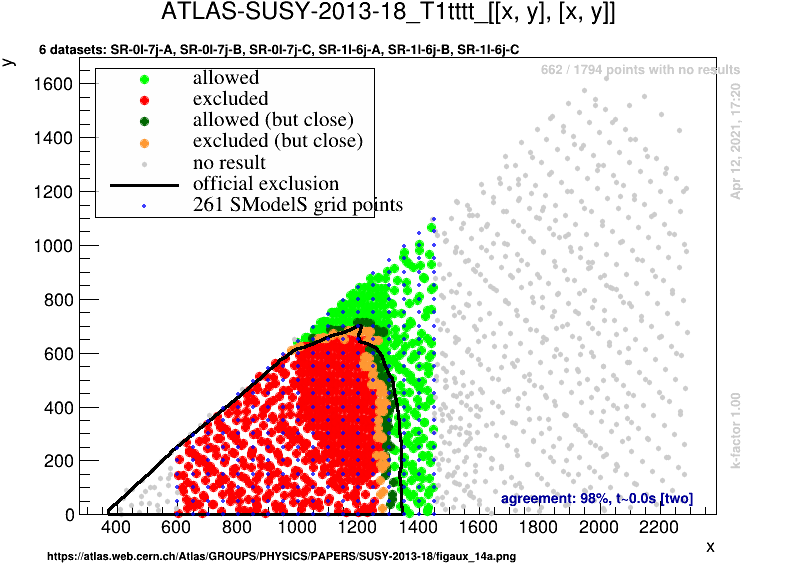 ATLAS-SUSY-2013-18_T1tttt_[[x, y], [x, y]]
y
6 datasets: SR-0l-7j-A, SR-0l-7j-B, SR-0l-7j-C, SR-1l-6j-A, SR-1l-6j-B, SR-1l-6j-C
662 / 1794 points with no results
Apr 12, 2021, 17:20
allowed
excluded
allowed (but close)
excluded (but close)
no result
official exclusion
261 SModelS grid points
1600
1400
1200
1000
800
600
400
200
0
k-factor 1.00
agreement: 98%, t~0.0s [two]
400 600 800 1000 1200 1400 1600 1800 2000 2200
x
https://atlas.web.cern.ch/Atlas/GROUPS/PHYSICS/PAPERS/SUSY-2013-18/figaux_14a.png